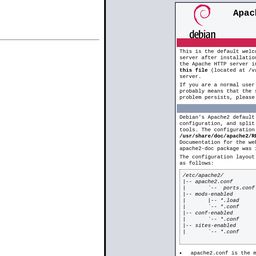 debian
Apac
This is the default welc
server after installation
the Apache HTTP server i
this file (located at /v
server.
If you are a normal user
probably means that the s
problem persists, please
Debian's Apache2 default
configuration, and split
tools. The configuration
/usr/share/doc/apache2/RE
Documentation for the web
apache2-doc package was i
The configuration layout
as follows:
/etc/apache2/
|-- apache2.conf
|       `--  ports.conf
|-- mods-enabled
|       |-- *.load
|       `-- *.conf
|-- conf-enabled
|       `-- *.conf
|-- sites-enabled
|       `-- *.conf
• apache2.conf is the m